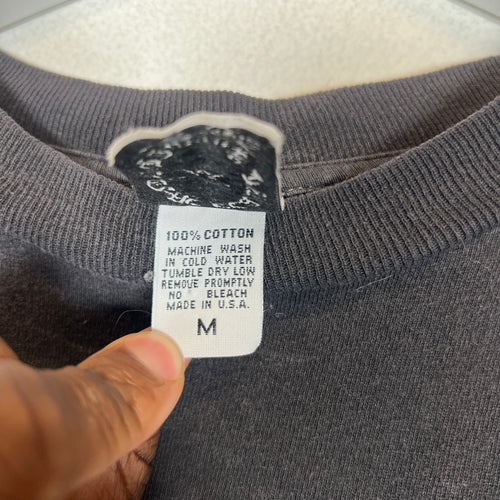 100% COTTON
MACHINE WASH
IN COLD WATER
TUMBLE DRY LOW
REMOVE PROMPTLY
NO BLEACH
MADE IN U.S.A.
M